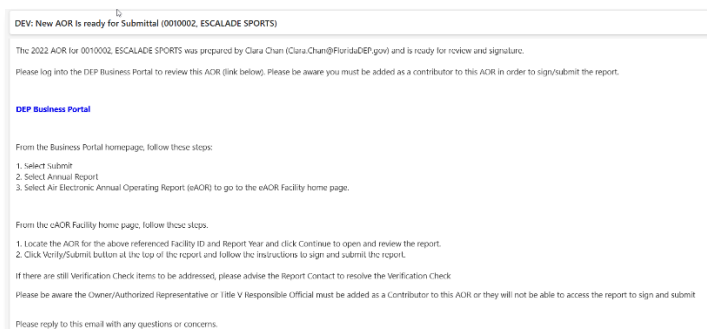 DEV: New AOR Is ready for Submittal (0010002, ESCALADE SPORTS)
The 2022 AOR for 0010002, ESCALADE SPORTS was prepared by Clara Chan (Clara.Chan@FloridaDEP.gov) and is ready for review and signature.
Please log into the DEP Business Portal to review this AOR (link below). Please be aware you must be added as a contributor to this AOR in order to sign/submit the report.
DEP Business Portal
From the Business Portal homepage, follow these steps:
1. Select Submit
2. Select Annual Report
3. Select Air Electronic Annual Operating Report (eAOR) to go to the eAOR Facility home page.
From the eAOR Facility home page, follow these steps.
1. Locate the AOR for the above referenced Facility ID and Report Year and click Continue to open and review the report.
2. Click Verify/Submit button at the top of the report and follow the instructions to sign and submit the report.
If there are still Verification Check items to be addressed, please advise the Report Contact to resolve the Verification Check
Please be aware the Owner/Authorized Representative or Title V Responsible Official must be added as a Contributor to this AOR or they will not be able to access the report to sign and submit
Please reply to this email with any questions or concerns.